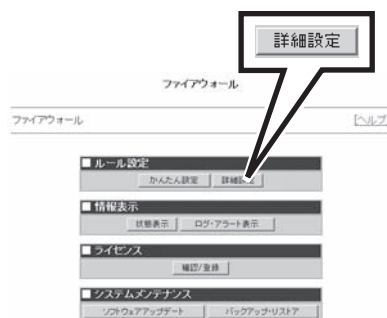 詳細設定
ファイアウォール
ファイアウォール [ヘルプ
■ ルール設定
かんたん設定 詳細設定
■ 情報表示
状態表示 ログ・アラート表示
■ ライセンス
確認/登録
■ システムメンテナンス
ソフトウェアアップデート バックアップ・リストア